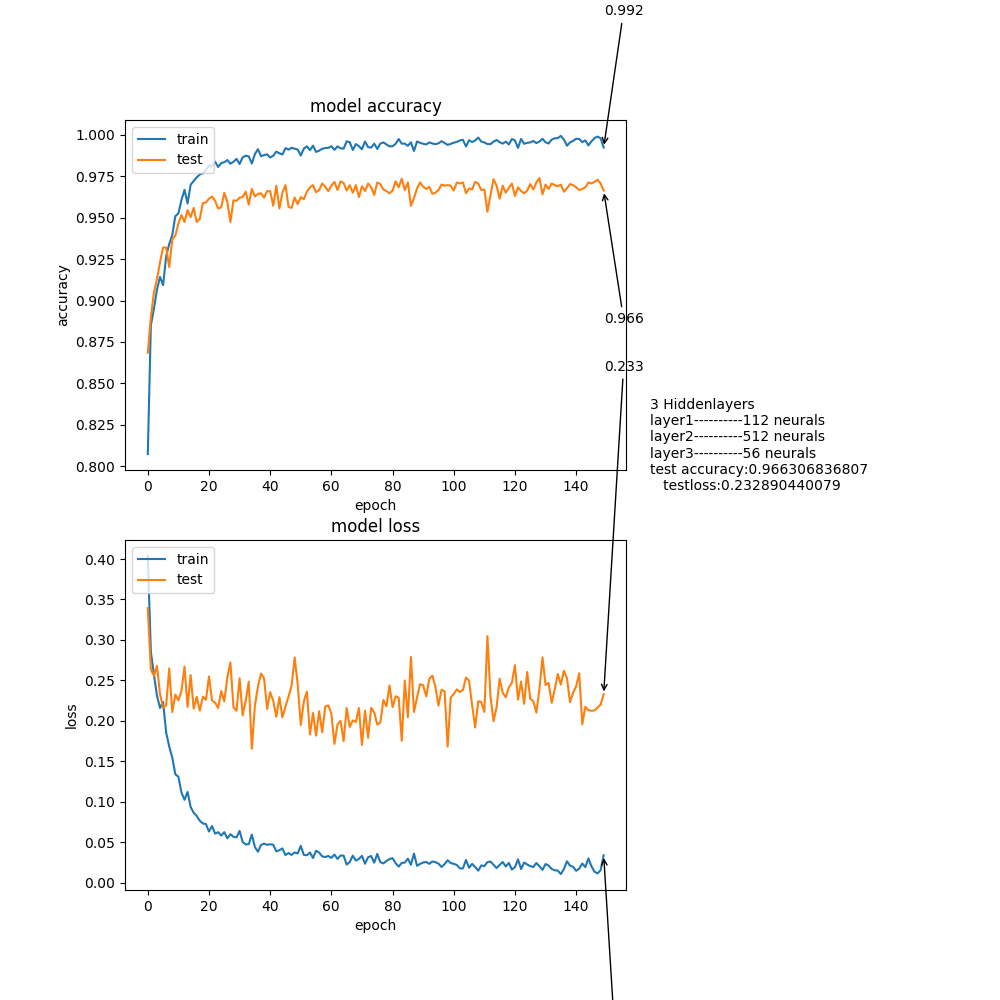 0.992
model accuracy
train
test
1.000
0.975
0.950
0.925
0.900
0.875
0.850
0.825
0.800
accuracy
0 20 40 60 80 100 120 140
epoch
0.966
0.233
3 Hiddenlayers
layer1----------112 neurals
layer2----------512 neurals
layer3----------56 neurals
test accuracy:0.966306836807
testloss:0.232890440079
model loss
train
test
0.40
0.35
0.30
0.25
0.20
0.15
0.10
0.05
0.00
loss
0 20 40 60 80 100 120 140
epoch